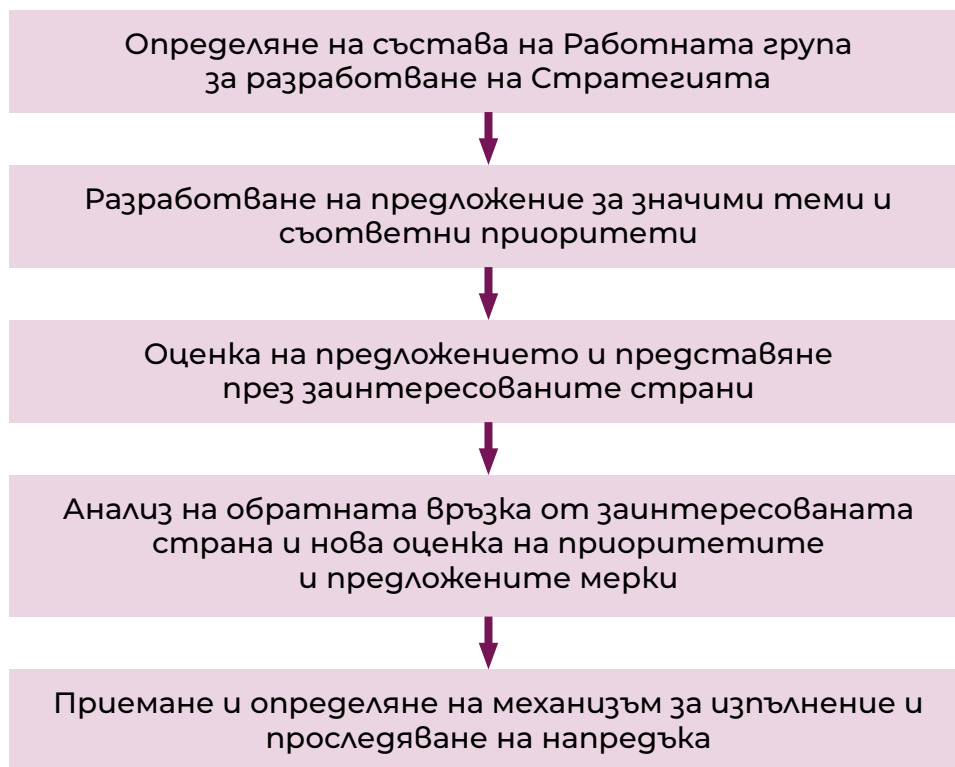 Определяне на състава на Работната група
за разработване на Стратегията
Разработване на предложение за значими теми и
съответни приоритети
Оценка на предложението и представяне
през заинтересованите страни
Анализ на обратната връзка от заинтересованата
страна и нова оценка на приоритетите
и предложените мерки
Приемане и определяне на механизъм за изпълнение и
проследяване на напредъка